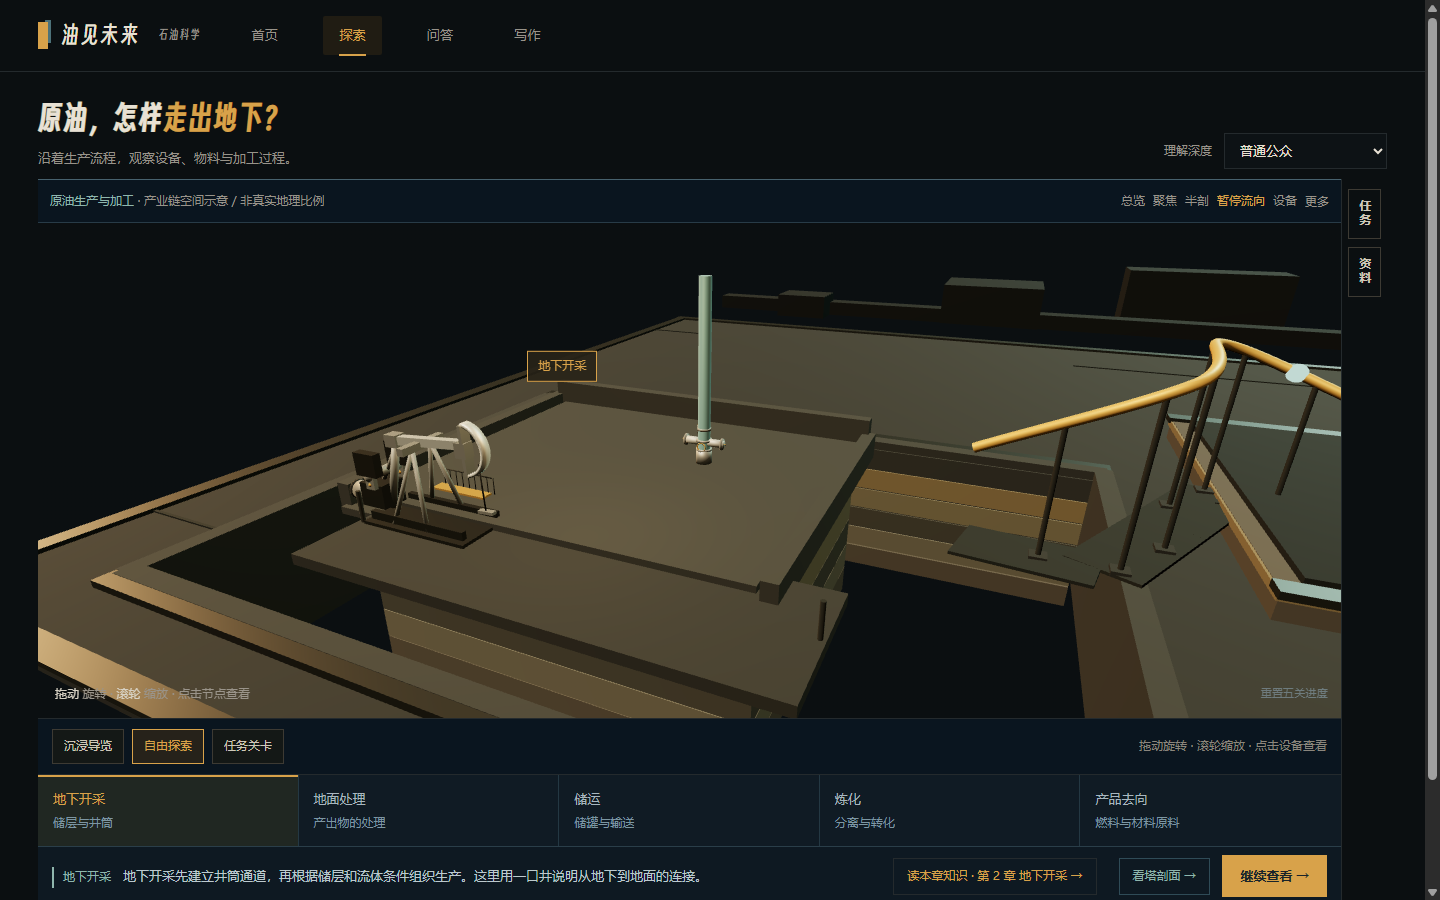 油见未来 石油科学 首页 探索 问答 写作
原油，怎样走出地下？
沿着生产流程，观察设备、物料与加工过程。
理解深度 普通公众
原油生产与加工 · 产业链空间示意 / 非真实地理比例
总览 聚焦 半剖 暂停流向 设备 更多
任务
资料
地下开采
拖动 旋转 滚轮 缩放 · 点击节点查看
重置五关进度
沉浸导览 自由探索 任务关卡
拖动旋转 · 滚轮缩放 · 点击设备查看
地下开采
储层与井筒
地面处理
产出物的处理
储运
储罐与输送
炼化
分离与转化
产品去向
燃料与材料原料
地下开采 地下开采先建立井筒通道，再根据储层和流体条件组织生产。这里用一口井说明从地下到地面的连接。
读本章知识 · 第 2 章 地下开采 →
看塔剖面 →
继续查看 →